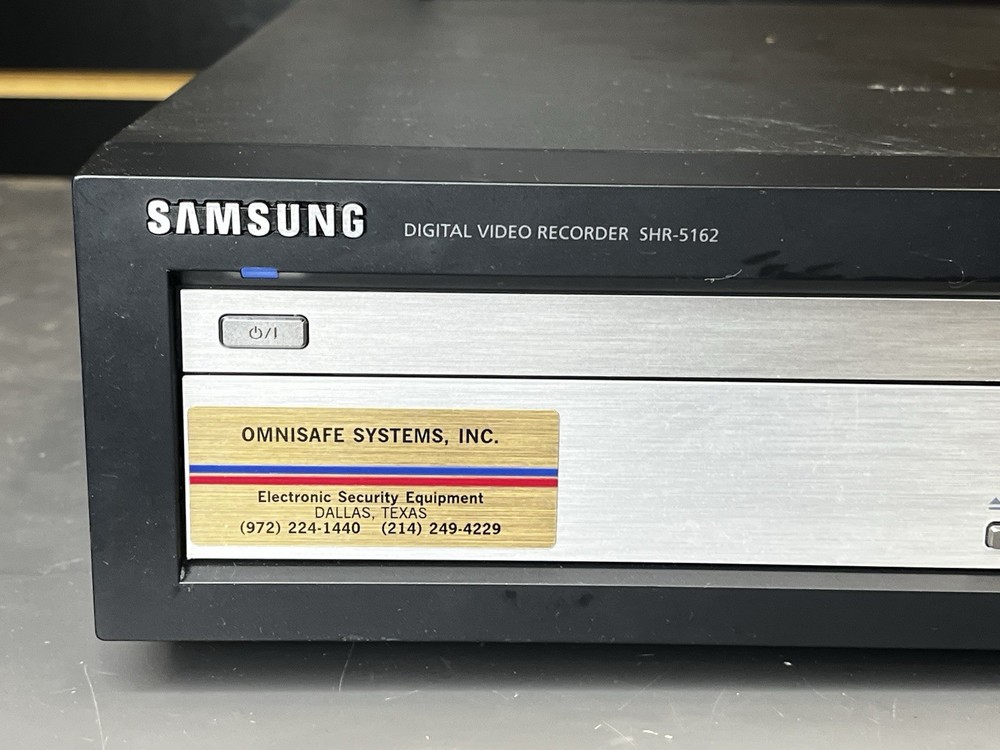 SAMSUNG DIGITAL VIDEO RECORDER SHR-5162
⏻/I
OMNISAFE SYSTEMS, INC.
Electronic Security Equipment
DALLAS, TEXAS
(972) 224-1440 (214) 249-4229